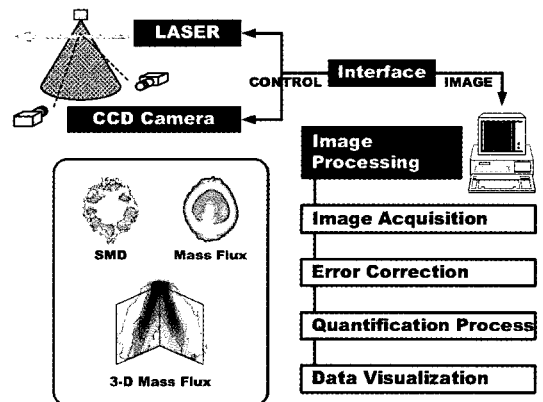 LASER
CONTROL
Interface
IMAGE
CCD Camera
Image
Processing
Image Acquisition
Error Correction
Quantification Process
Data Visualization
SMD
Mass Flux
3-D Mass Flux